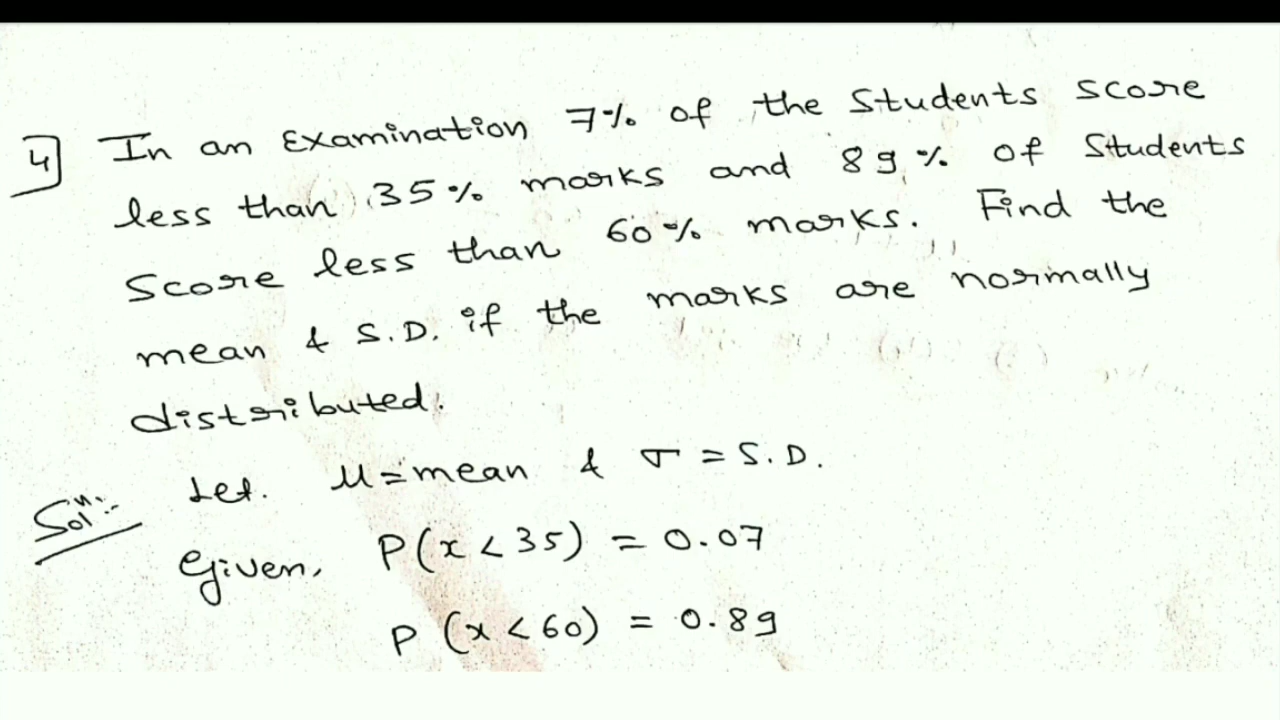 4] In an Examination 7% of the Students score
less than 35% marks and 89% of Students
Score less than 60% marks. Find the
mean & S.D. if the marks are normally
distributed.
Solⁿ:- Let. μ = mean & σ = S.D.
Given, P(x < 35) = 0.07
P (x < 60) = 0.89